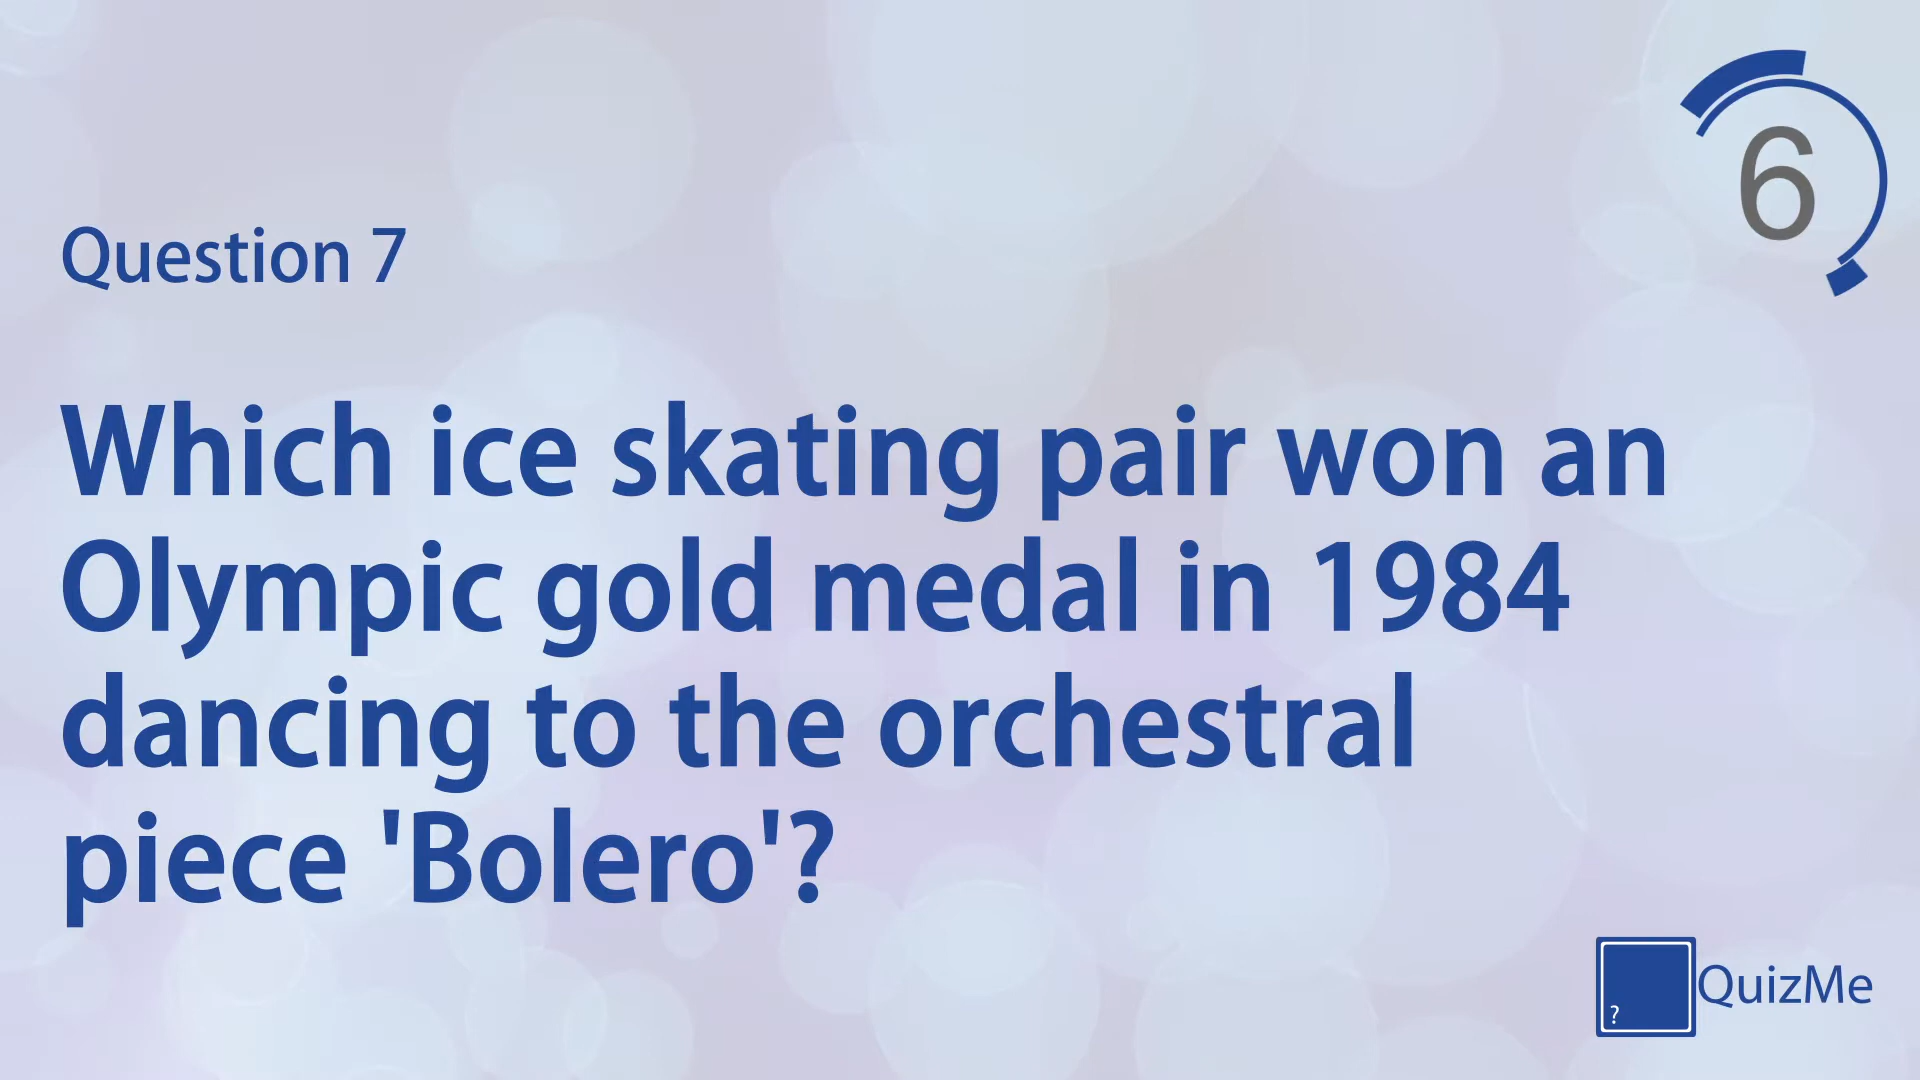 6
Question 7
Which ice skating pair won an
Olympic gold medal in 1984
dancing to the orchestral
piece 'Bolero'?
?
QuizMe